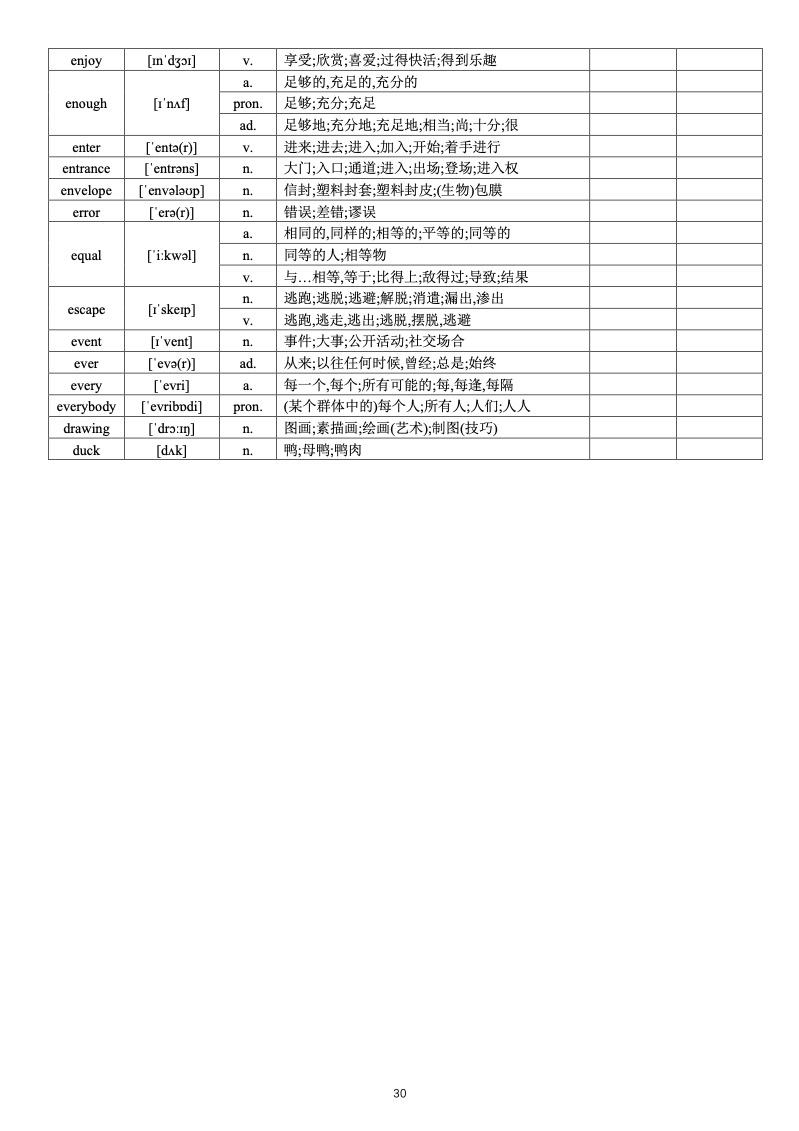 enjoy [ɪnˈdʒɔɪ] v. 享受;欣赏;喜爱;过得快活;得到乐趣
enough [ɪˈnʌf] a. 足够的,充足的,充分的
pron. 足够;充分;充足
ad. 足够地;充分地;充足地;相当;尚;十分;很
enter [ˈentə(r)] v. 进来;进去;进入;加入;开始;着手进行
entrance [ˈentrəns] n. 大门;入口;通道;进入;出场;登场;进入权
envelope [ˈenvələʊp] n. 信封;塑料封套;塑料封皮;(生物)包膜
error [ˈerə(r)] n. 错误;差错;谬误
equal [ˈiːkwəl] a. 相同的,同样的;相等的;平等的;同等的
n. 同等的人;相等物
v. 与…相等,等于;比得上;敌得过;导致;结果
escape [ɪˈskeɪp] n. 逃跑;逃脱;逃避;解脱;消遣;漏出,渗出
v. 逃跑,逃走,逃出;逃脱,摆脱,逃避
event [ɪˈvent] n. 事件;大事;公开活动;社交场合
ever [ˈevə(r)] ad. 从来;以往任何时候,曾经;总是;始终
every [ˈevri] a. 每一个,每个;所有可能的;每,每逢,每隔
everybody [ˈevribɒdi] pron. (某个群体中的)每个人;所有人;人们;人人
drawing [ˈdrɔːɪŋ] n. 图画;素描画;绘画(艺术);制图(技巧)
duck [dʌk] n. 鸭;母鸭;鸭肉
30